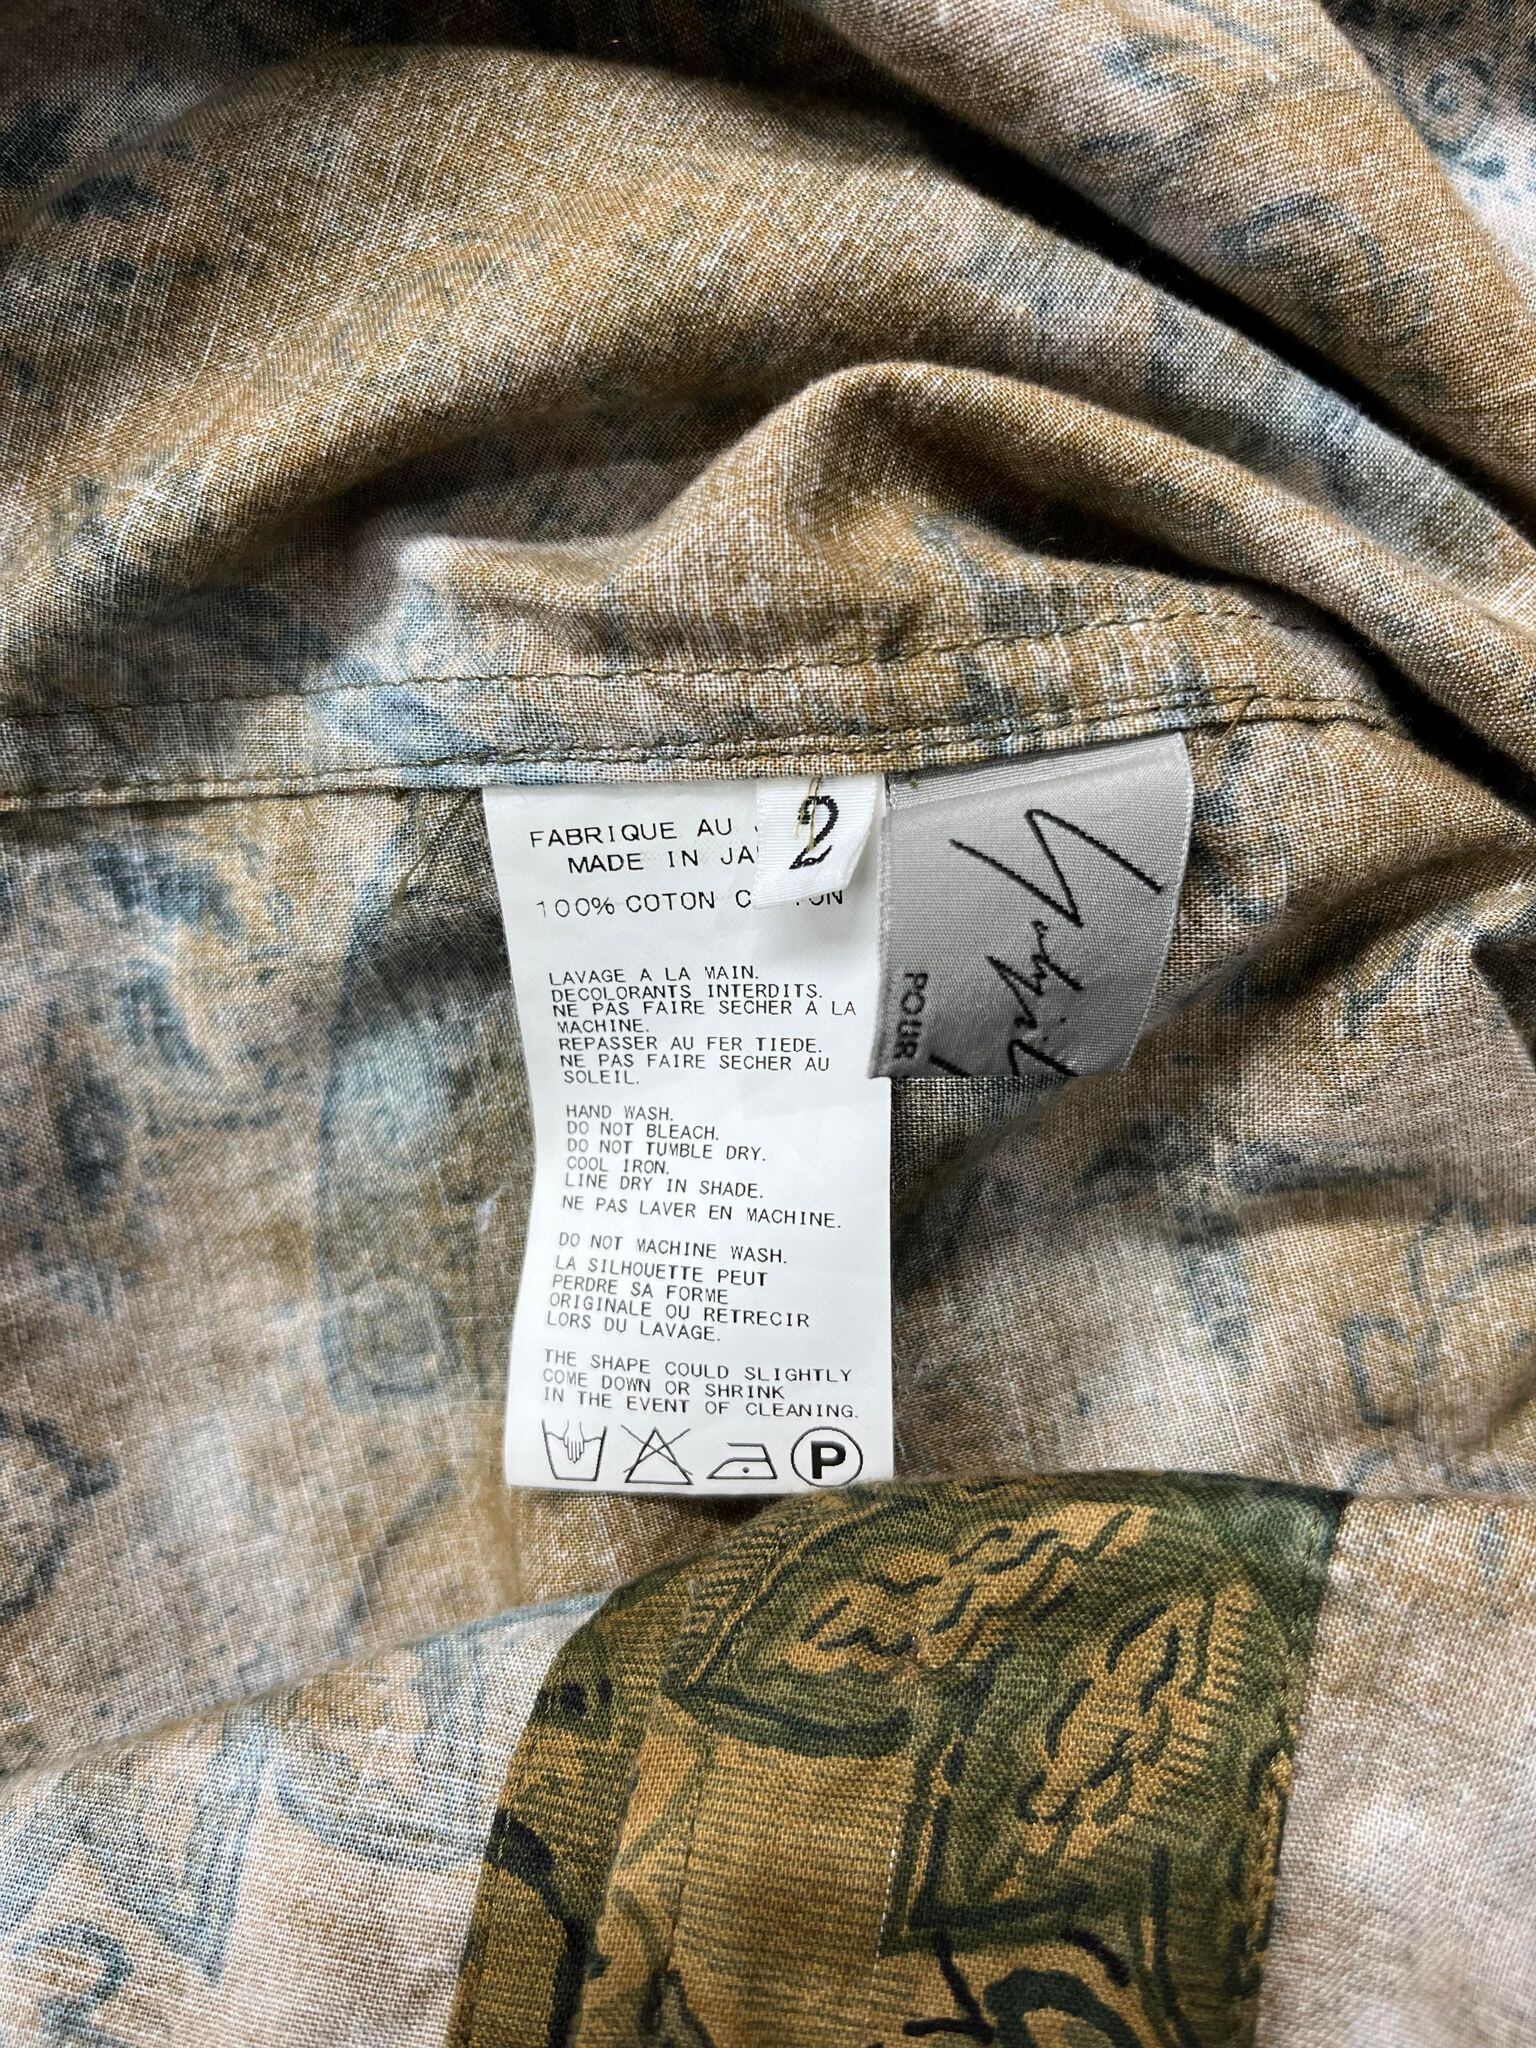 FABRIQUE AU
MADE IN
100% COTON
2
POUR
LAVAGE A LA MAIN.
DECOLORANTS INTERDITS.
NE PAS FAIRE SECHER A LA
MACHINE.
REPASSER AU FER TIEDE.
NE PAS FAIRE SECHER AU
SOLEIL.
HAND WASH.
DO NOT BLEACH.
DO NOT TUMBLE DRY.
COOL IRON.
LINE DRY IN SHADE.
NE PAS LAVER EN MACHINE.
DO NOT MACHINE WASH.
LA SILHOUETTE PEUT
PERDRE SA FORME
ORIGINALE OU RETRECIR
LORS DU LAVAGE.
THE SHAPE COULD SLIGHTLY
COME DOWN OR SHRINK
IN THE EVENT OF CLEANING.
P